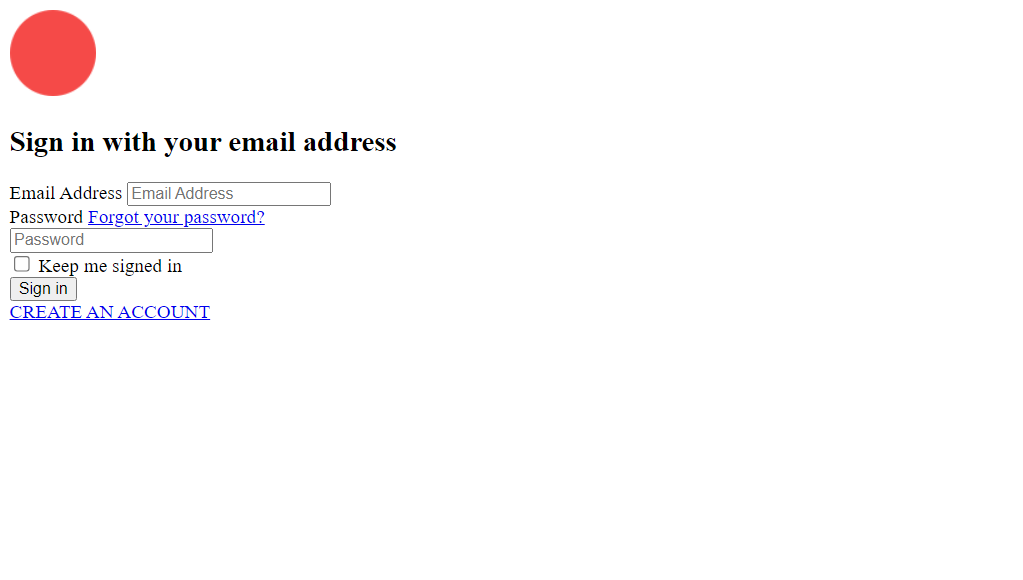 Sign in with your email address
Email Address Email Address
Password Forgot your password?
Password
Keep me signed in
Sign in
CREATE AN ACCOUNT